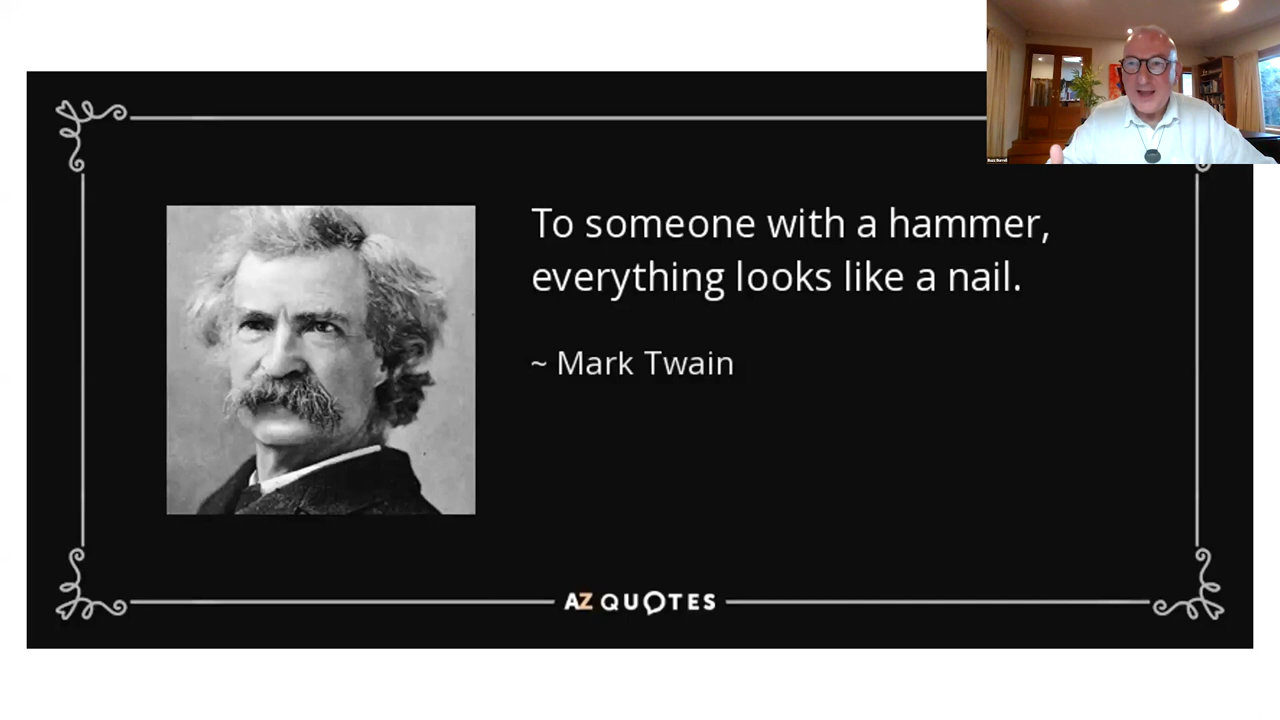 To someone with a hammer,
everything looks like a nail.
~ Mark Twain
AZ QUOTES